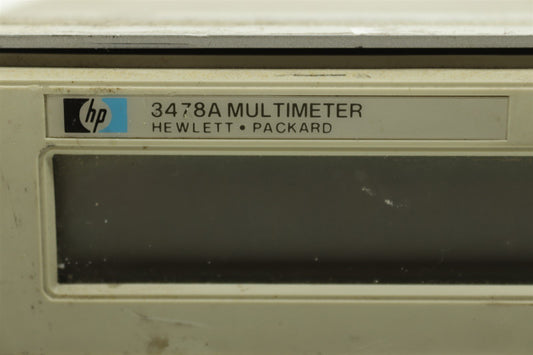 hp
3478A MULTIMETER
HEWLETT • PACKARD